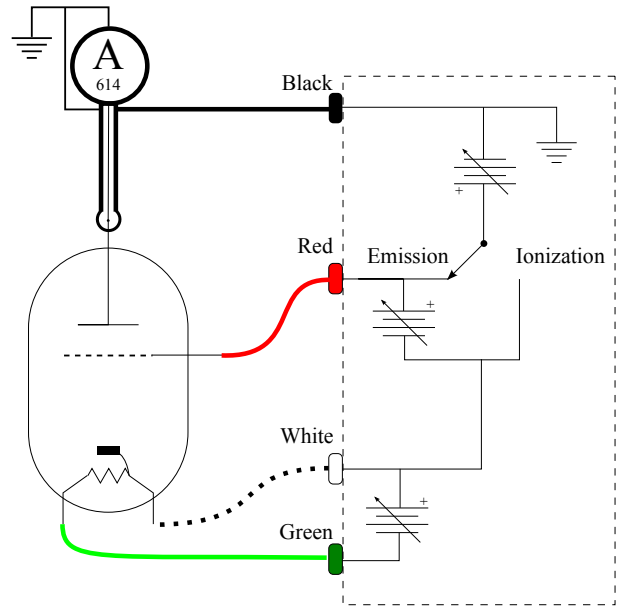 A
614
Black
+
Red
Emission
Ionization
+
White
+
Green